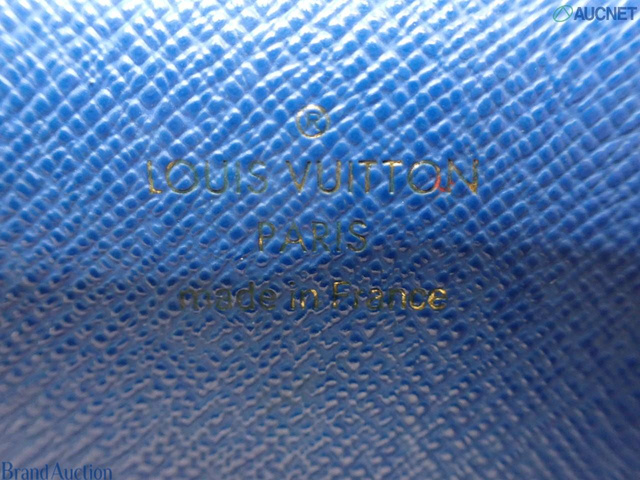 AUCNET
®
LOUIS VUITTON
PARIS
made in France
Brand Auction